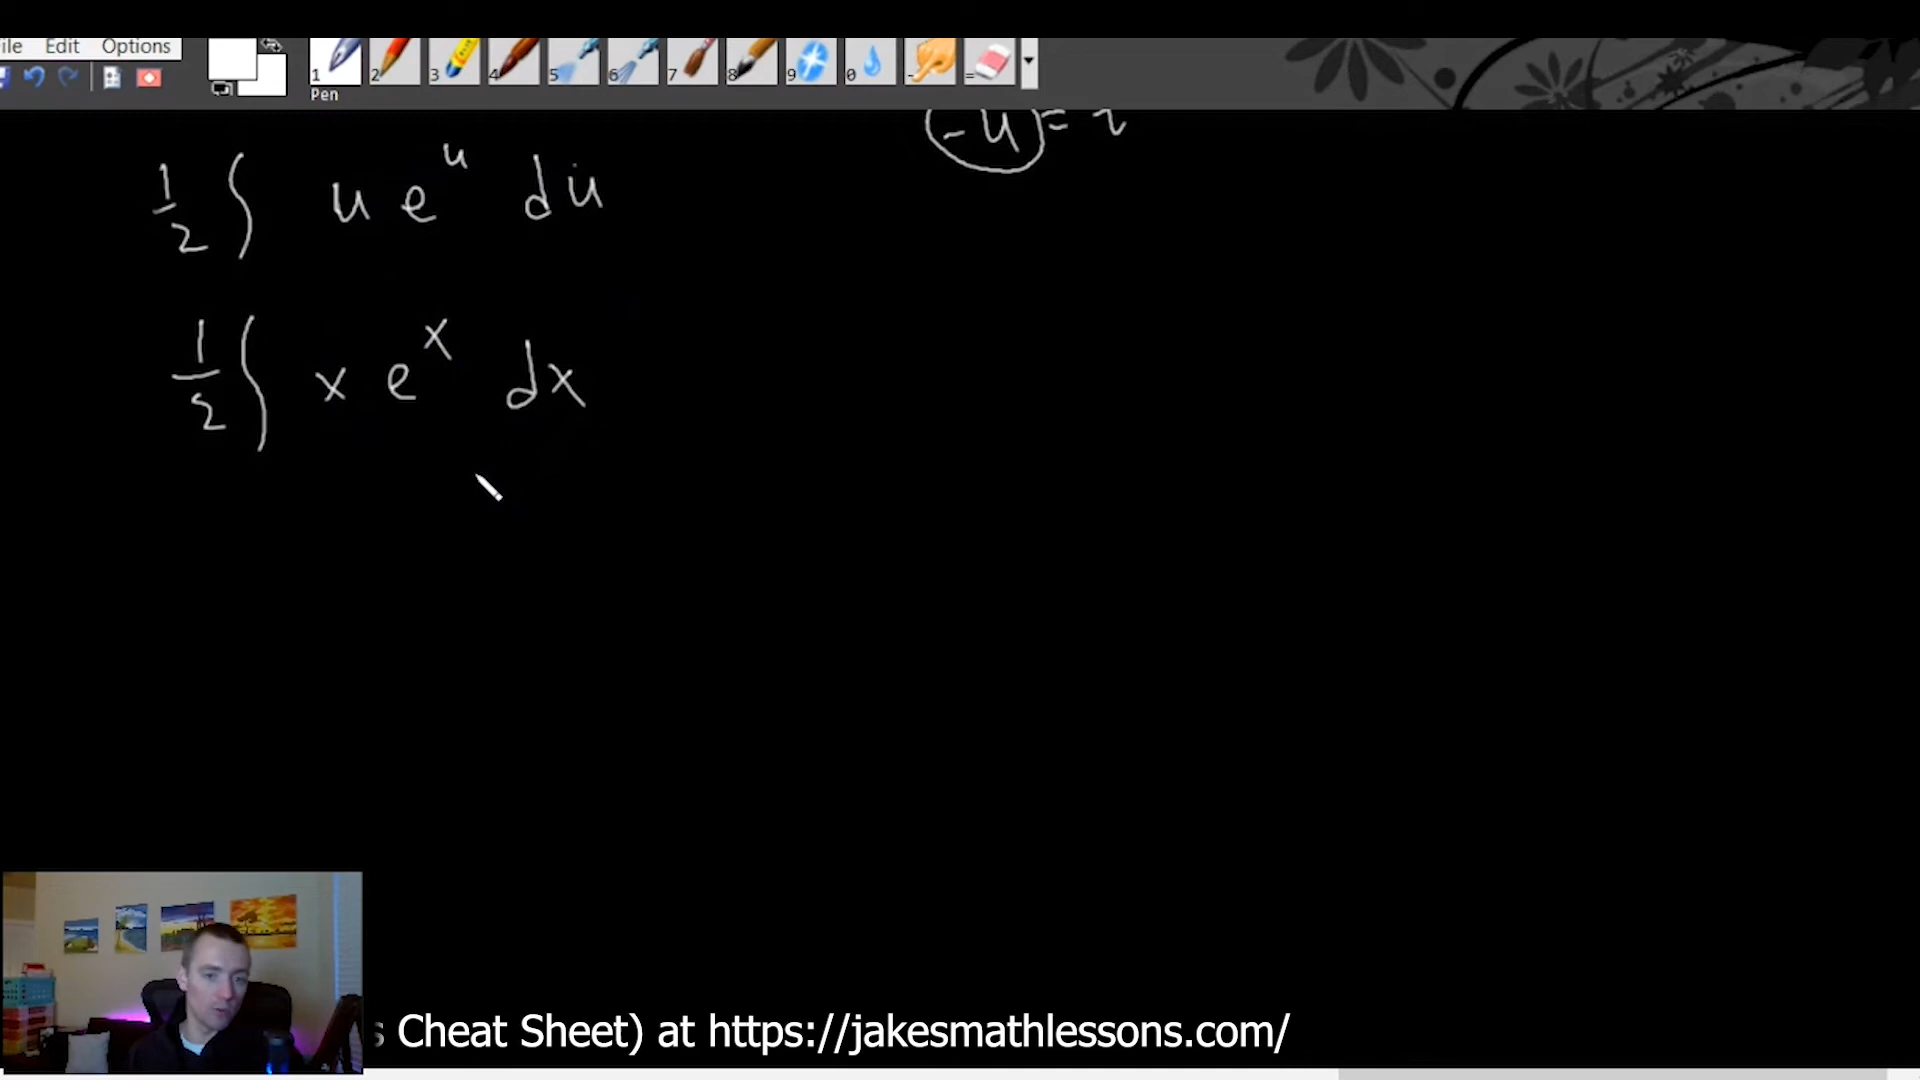 ile Edit Options
1 2 3 4 5 6 7 8 9 0 - =
Pen
(-u) =
1/2 ∫ u e^u du
1/2 ∫ x e^x dx
s Cheat Sheet) at https://jakesmathlessons.com/